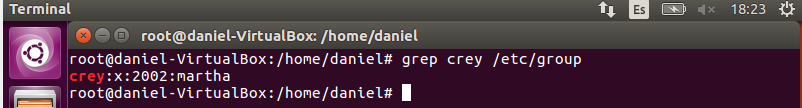 Terminal
Es
18:23
root@daniel-VirtualBox: /home/daniel
root@daniel-VirtualBox:/home/daniel# grep crey /etc/group
crey:x:2002:martha
root@daniel-VirtualBox:/home/daniel#